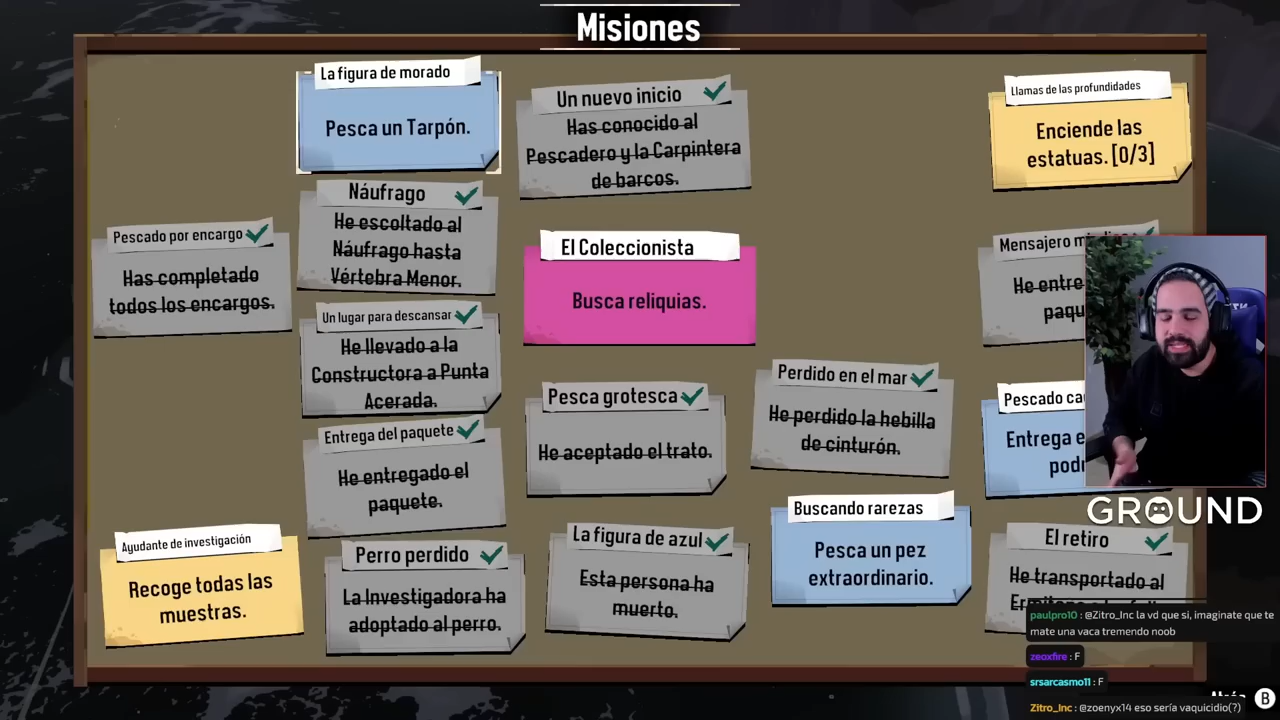 Misiones
La figura de morado
Pesca un Tarpón.
Un nuevo inicio
Has conocido al
Pescadero y la Carpintera
de barcos.
Llamas de las profundidades
Enciende las
estatuas. [0/3]
Pescado por encargo
Has completado
todos los encargos.
Náufrago
He escoltado al
Náufrago hasta
Vértebra Menor.
El Coleccionista
Busca reliquias.
Mensajero
He entre
paqu
Un lugar para descansar
He llevado a la
Constructora a Punta
Acerada.
Pesca grotesca
He aceptado el trato.
Perdido en el mar
He perdido la hebilla
de cinturón.
Pescado
Entrega e
pod
Entrega del paquete
He entregado el
paquete.
GROUND
Ayudante de investigación
Recoge todas las
muestras.
Perro perdido
La Investigadora ha
adoptado al perro.
La figura de azul
Esta persona ha
muerto.
Buscando rarezas
Pesca un pez
extraordinario.
El retiro
He transportado al
paulpro10 : @Zitro_Inc la vd que si, imaginate que te
mate una vaca tremendo noob
zeoxfire : F
srsarcasmo11 : F
Zitro_Inc : @zoenyx14 eso sería vaquicidio(?)
B